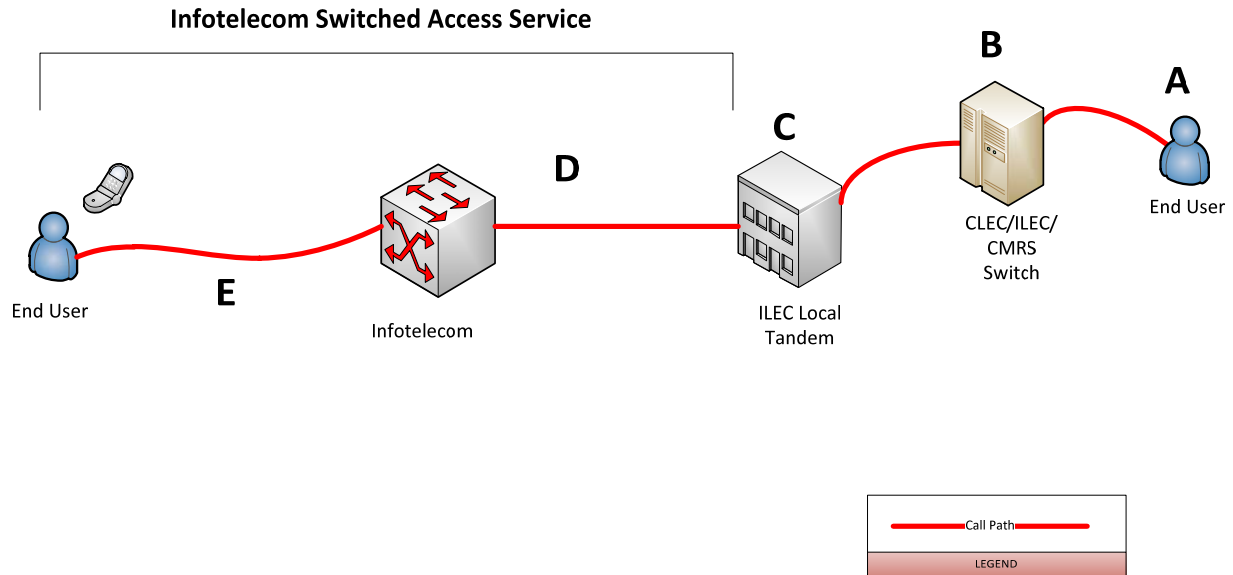 Infotelecom Switched Access Service
B
A
C
D
End User
CLEC/ILEC/
CMRS
Switch
E
End User
Infotelecom
ILEC Local
Tandem
Call Path
LEGEND